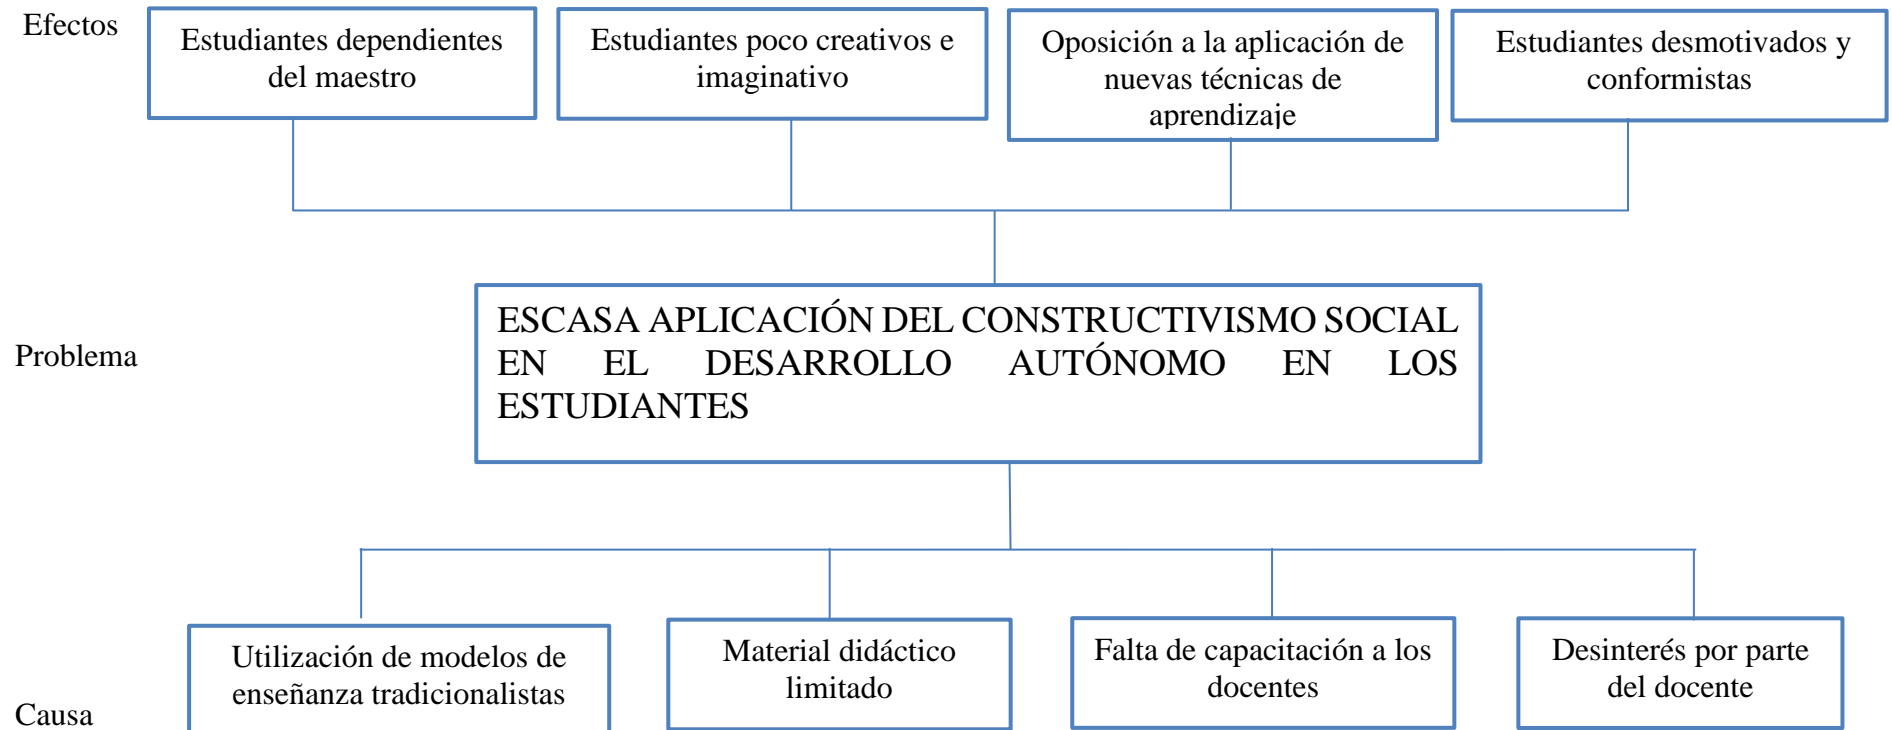 Efectos
Estudiantes dependientes
del maestro
Estudiantes poco creativos e
imaginativo
Oposición a la aplicación de
nuevas técnicas de
aprendizaje
Estudiantes desmotivados y
conformistas
Problema
ESCASA APLICACIÓN DEL CONSTRUCTIVISMO SOCIAL
EN EL DESARROLLO AUTÓNOMO EN LOS
ESTUDIANTES
Causa
Utilización de modelos de
enseñanza tradicionalistas
Material didáctico
limitado
Falta de capacitación a los
docentes
Desinterés por parte
del docente